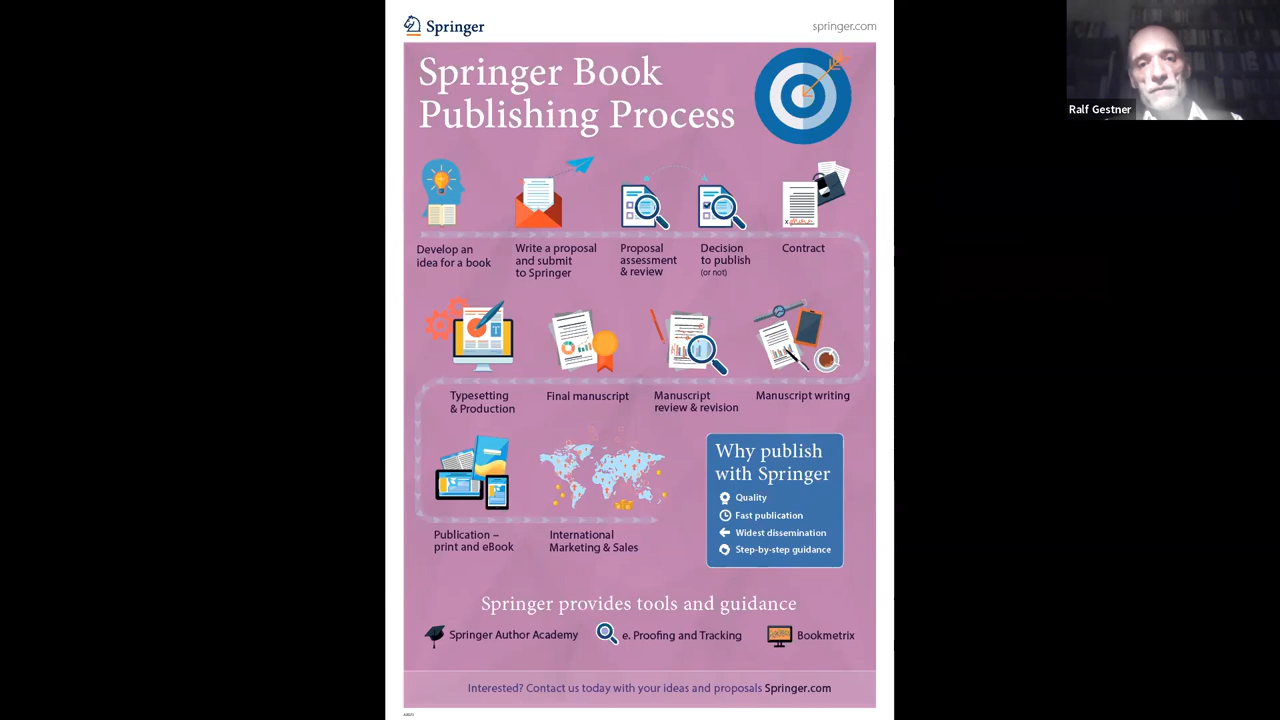 Springer
springer.com
Springer Book
Publishing Process
Develop an
idea for a book
Write a proposal
and submit
to Springer
Proposal
assessment
& review
Decision
to publish
(or not)
Contract
Typesetting
& Production
Final manuscript
Manuscript
review & revision
Manuscript writing
Publication –
print and eBook
International
Marketing & Sales
Why publish
with Springer
Quality
Fast publication
Widest dissemination
Step-by-step guidance
Springer provides tools and guidance
Springer Author Academy
e. Proofing and Tracking
Bookmetrix
Interested? Contact us today with your ideas and proposals Springer.com
Ralf Gestner